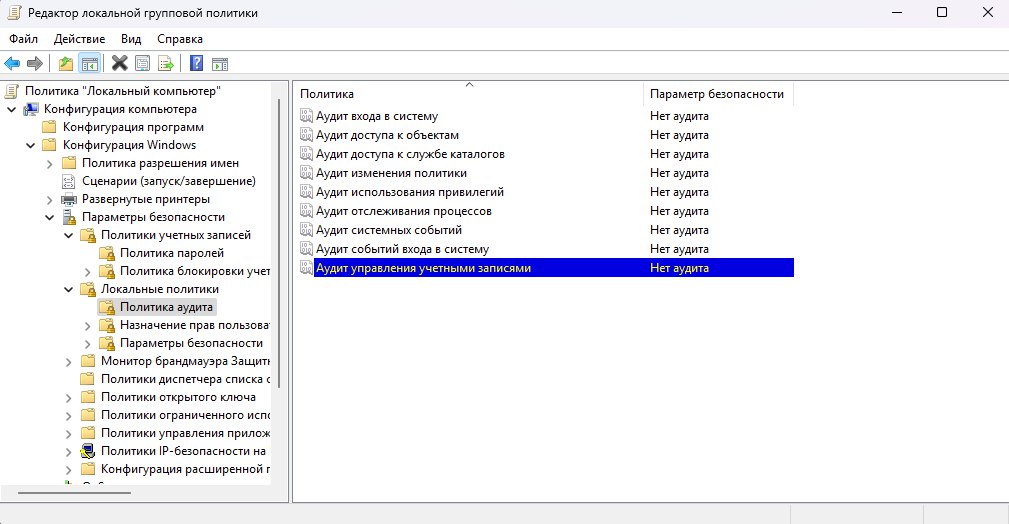 Редактор локальной групповой политики
Файл Действие Вид Справка
Политика "Локальный компьютер"
Конфигурация компьютера
Конфигурация программ
Конфигурация Windows
Политика разрешения имен
Сценарии (запуск/завершение)
Развернутые принтеры
Параметры безопасности
Политики учетных записей
Политика паролей
Политика блокировки учет
Локальные политики
Политика аудита
Назначение прав пользова
Параметры безопасности
Монитор брандмауэра Защитн
Политики диспетчера списка с
Политики открытого ключа
Политики ограниченного испо
Политики управления прилож
Политики IP-безопасности на
Конфигурация расширенной п
Политика Параметр безопасности
Аудит входа в систему Нет аудита
Аудит доступа к объектам Нет аудита
Аудит доступа к службе каталогов Нет аудита
Аудит изменения политики Нет аудита
Аудит использования привилегий Нет аудита
Аудит отслеживания процессов Нет аудита
Аудит системных событий Нет аудита
Аудит событий входа в систему Нет аудита
Аудит управления учетными записями Нет аудита